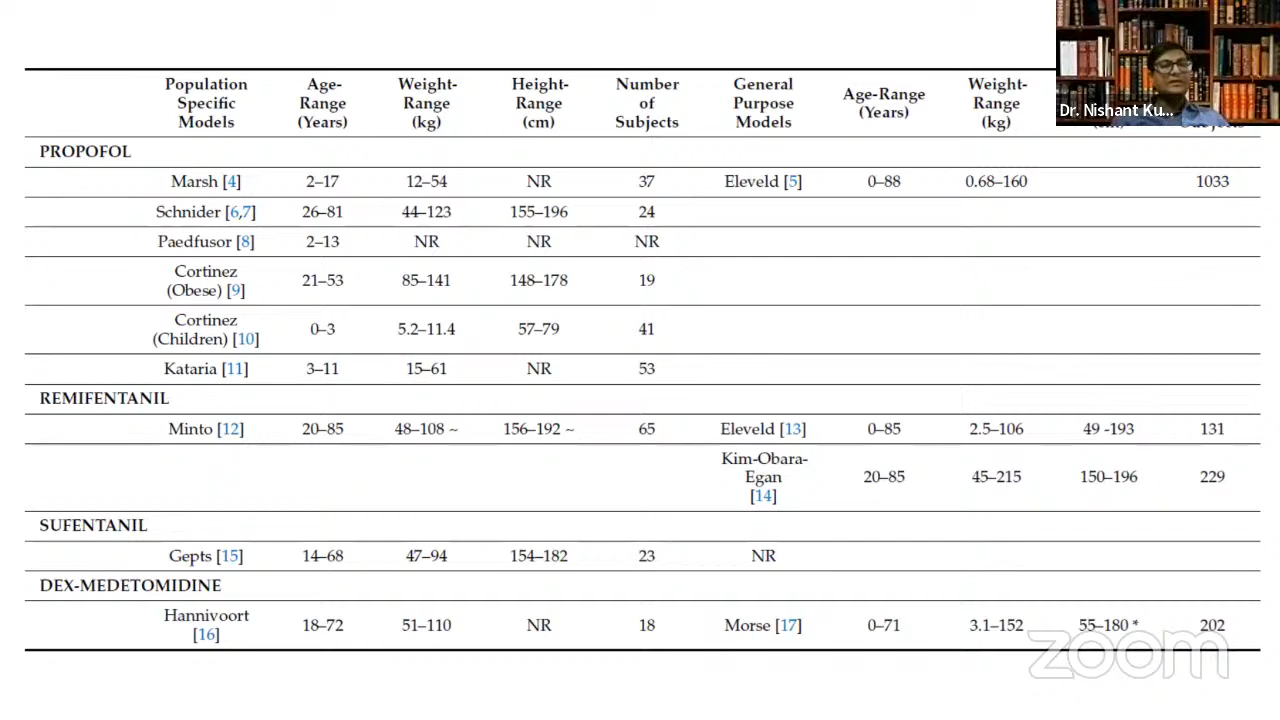 Dr. Nishant Ku...
Population Specific Models Age-Range (Years) Weight-Range (kg) Height-Range (cm) Number of Subjects General Purpose Models Age-Range (Years) Weight-Range (kg)
PROPOFOL
Marsh [4] 2–17 12–54 NR 37 Eleveld [5] 0–88 0.68–160 1033
Schnider [6,7] 26–81 44–123 155–196 24
Paedfusor [8] 2–13 NR NR NR
Cortinez (Obese) [9] 21–53 85–141 148–178 19
Cortinez (Children) [10] 0–3 5.2–11.4 57–79 41
Kataria [11] 3–11 15–61 NR 53
REMIFENTANIL
Minto [12] 20–85 48–108 ~ 156–192 ~ 65 Eleveld [13] 0–85 2.5–106 49 -193 131
Kim-Obara-Egan [14] 20–85 45–215 150–196 229
SUFENTANIL
Gepts [15] 14–68 47–94 154–182 23 NR
DEX-MEDETOMIDINE
Hannivoort [16] 18–72 51–110 NR 18 Morse [17] 0–71 3.1–152 55–180 * 202
zoom